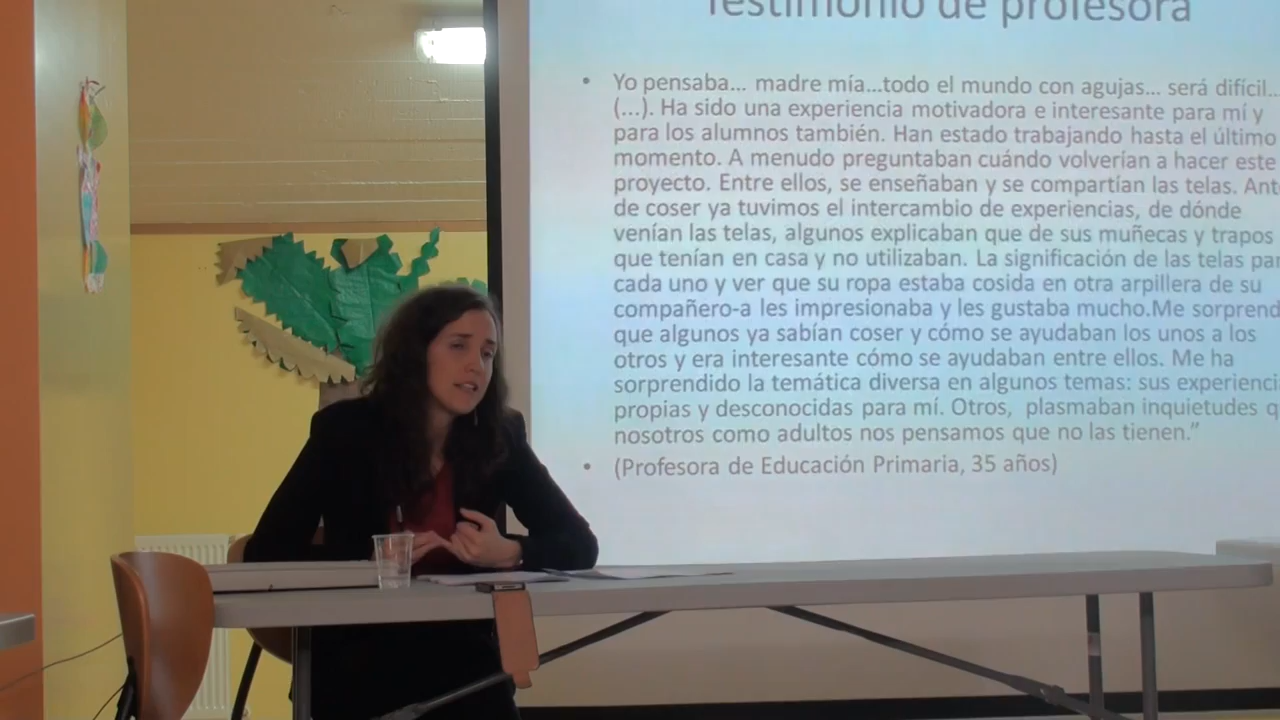 Testimonio de profesora
• Yo pensaba... madre mía...todo el mundo con agujas... será difícil...
(...). Ha sido una experiencia motivadora e interesante para mí y
para los alumnos también. Han estado trabajando hasta el último
momento. A menudo preguntaban cuándo volverían a hacer este
proyecto. Entre ellos, se enseñaban y se compartían las telas. Ant
de coser ya tuvimos el intercambio de experiencias, de dónde
venían las telas, algunos explicaban que de sus muñecas y trapos
que tenían en casa y no utilizaban. La significación de las telas par
cada uno y ver que su ropa estaba cosida en otra arpillera de su
compañero-a les impresionaba y les gustaba mucho.Me sorprend
que algunos ya sabían coser y cómo se ayudaban los unos a los
otros y era interesante cómo se ayudaban entre ellos. Me ha
sorprendido la temática diversa en algunos temas: sus experienci
propias y desconocidas para mí. Otros, plasmaban inquietudes q
nosotros como adultos nos pensamos que no las tienen.”
• (Profesora de Educación Primaria, 35 años)